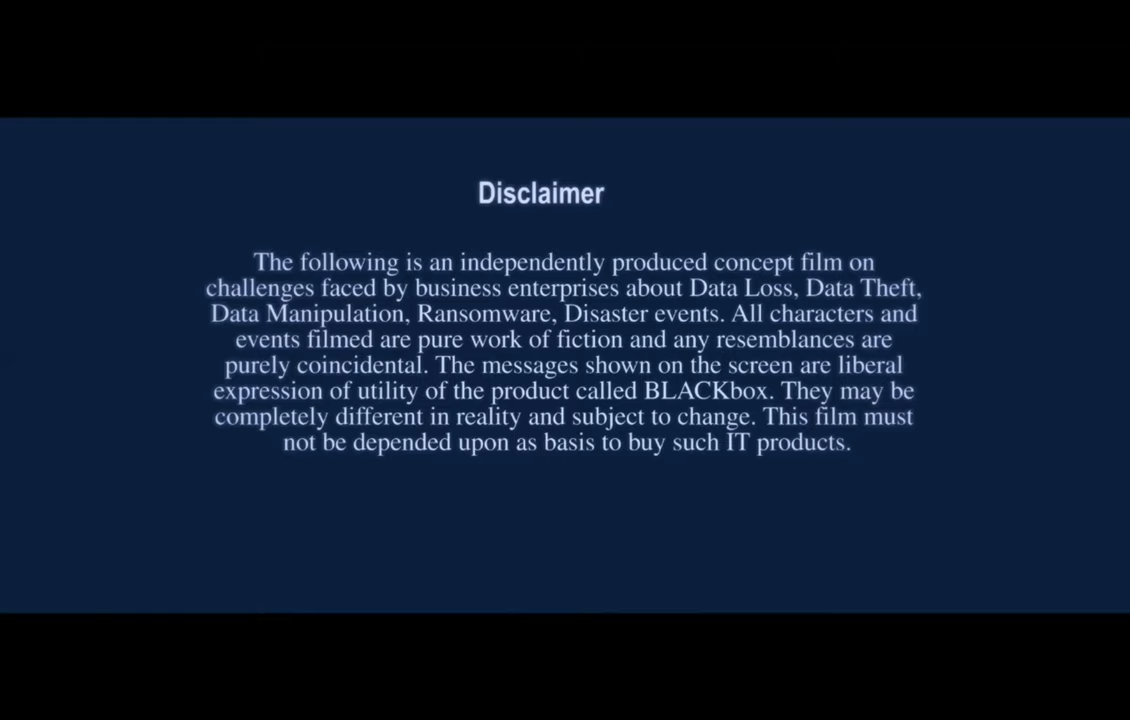 Disclaimer
The following is an independently produced concept film on
challenges faced by business enterprises about Data Loss, Data Theft,
Data Manipulation, Ransomware, Disaster events. All characters and
events filmed are pure work of fiction and any resemblances are
purely coincidental. The messages shown on the screen are liberal
expression of utility of the product called BLACKbox. They may be
completely different in reality and subject to change. This film must
not be depended upon as basis to buy such IT products.